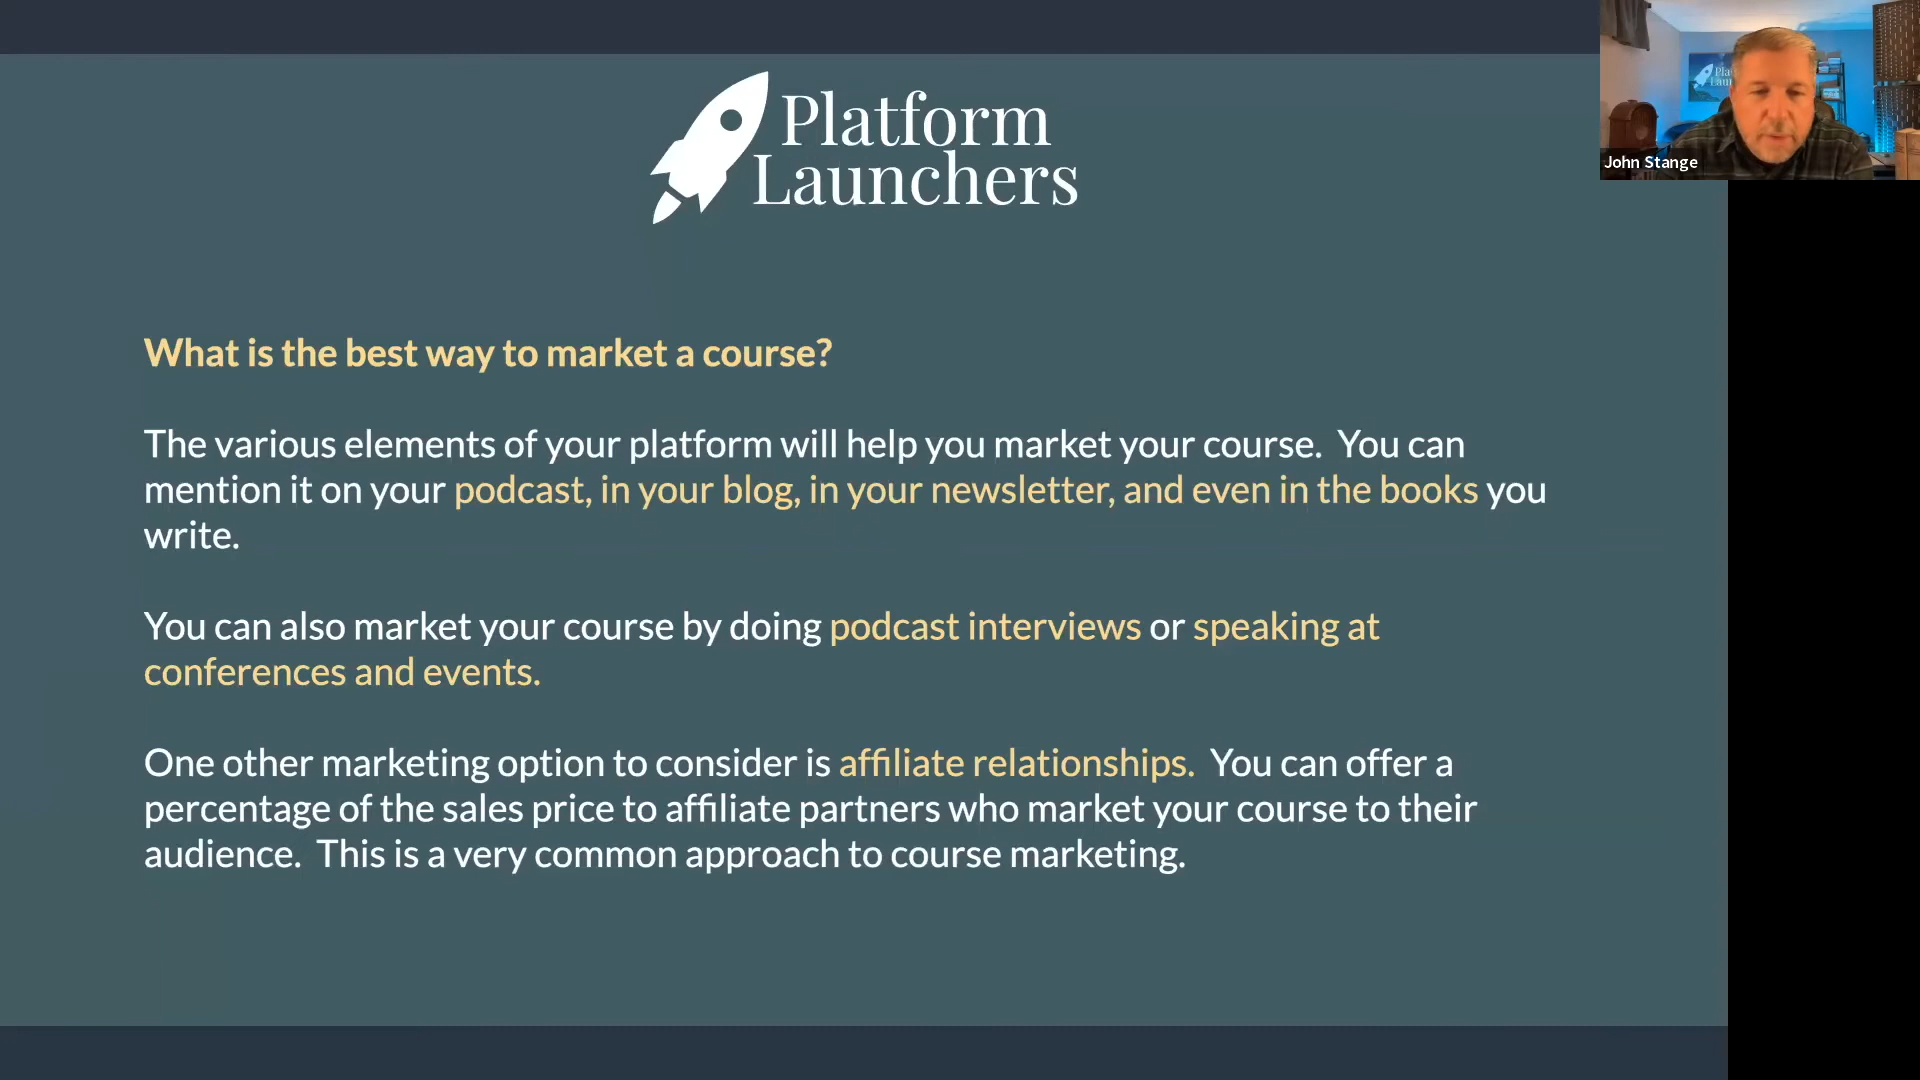 Platform
Launchers
John Stange
What is the best way to market a course?
The various elements of your platform will help you market your course.  You can
mention it on your podcast, in your blog, in your newsletter, and even in the books you
write.
You can also market your course by doing podcast interviews or speaking at
conferences and events.
One other marketing option to consider is affiliate relationships.  You can offer a
percentage of the sales price to affiliate partners who market your course to their
audience.  This is a very common approach to course marketing.